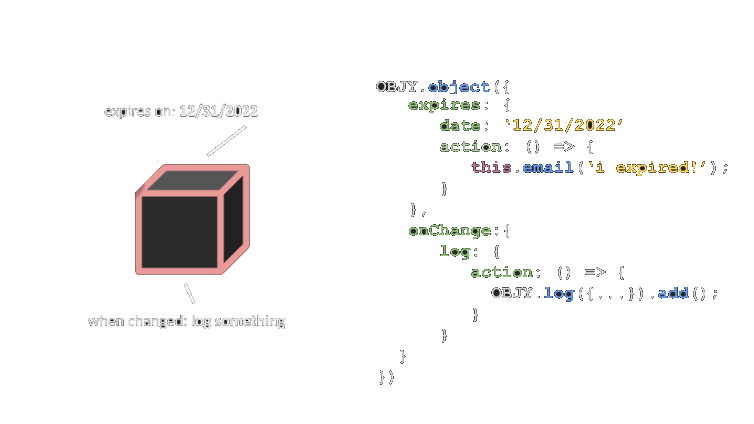 expires on: 12/31/2022
when changed: log something
OBJY.object({
expires: {
date: ‘12/31/2022’
action: () => {
this.email(‘i expired!’);
}
},
onChange:{
log: {
action: () => {
OBJY.log({...}).add();
}
}
}
})